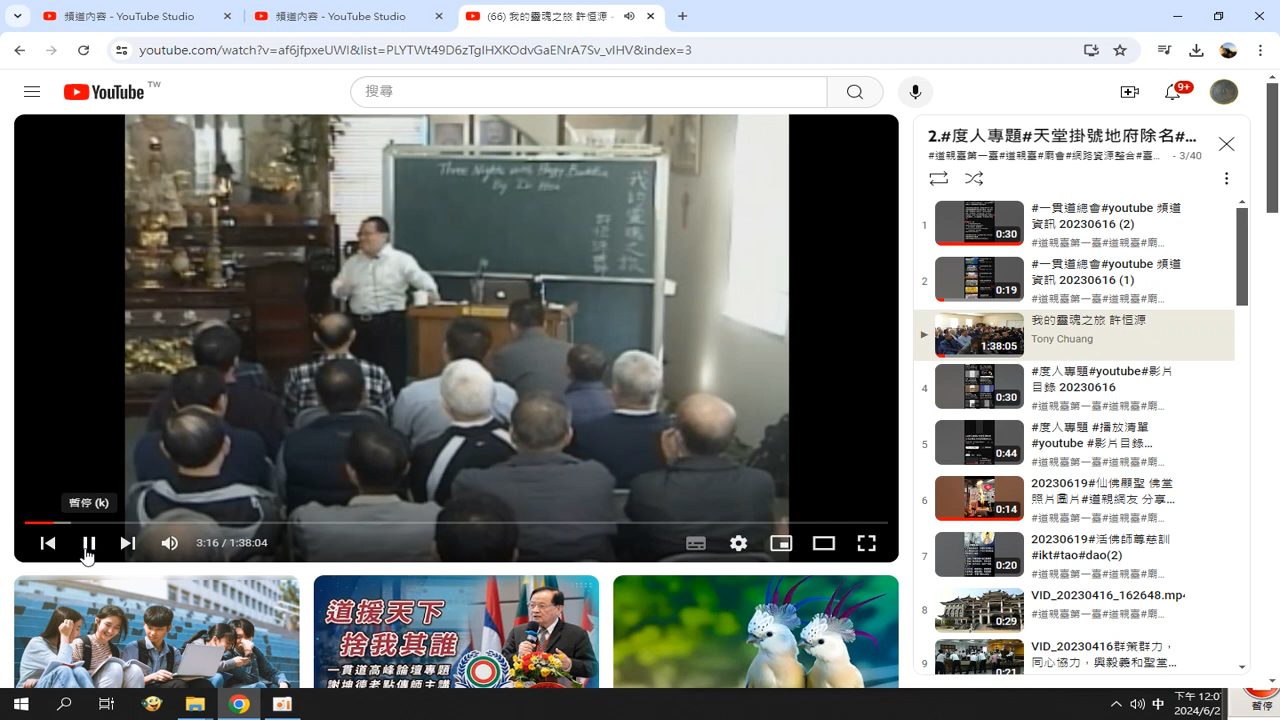 頻道內容 - YouTube Studio
頻道內容 - YouTube Studio
(66) 我的靈魂之旅 許恒源 -
youtube.com/watch?v=af6JfpxeUWI&list=PLYTWt49D6zTglHXKOdvGaENrA7Sv_vlHV&index=3
YouTube TW
搜尋
9+
The Way
2.#度人專題#天堂掛號地府除名#...
#道親臺第一臺#道親臺#廟會#網路資源整合#臺... - 3/40
1
0:30
#一貫道總會#youtube 頻道
資訊 20230616 (2)
#道親臺第一臺#道親臺#廟...
2
0:19
#一貫道總會#youtube 頻道
資訊 20230616 (1)
#道親臺第一臺#道親臺#廟...
1:38:05
我的靈魂之旅 許恒源
Tony Chuang
4
0:30
#度人專題#youtube#影片
目錄 20230616
#道親臺第一臺#道親臺#廟...
5
0:44
#度人專題 #播放清單
#youtube #影片目錄 2...
#道親臺第一臺#道親臺#廟...
6
0:14
20230619#仙佛顯聖 佛堂
照片圖片#道親網友 分享...
#道親臺第一臺#道親臺#廟...
7
0:20
20230619#活佛師尊慈訓
#ikt#tao#dao(2)
#道親臺第一臺#道親臺#廟...
8
0:29
VID_20230416_162648.mp4
#道親臺第一臺#道親臺#廟...
9
0:21
VID_20230416群策群力，
同心協力，興毅義和聖堂...
暫停 (k)
3:16 / 1:38:04
道援天下
捨我其誰
一貫道高峰論壇專題
中
下午 12:0
2024/6/2
暫停